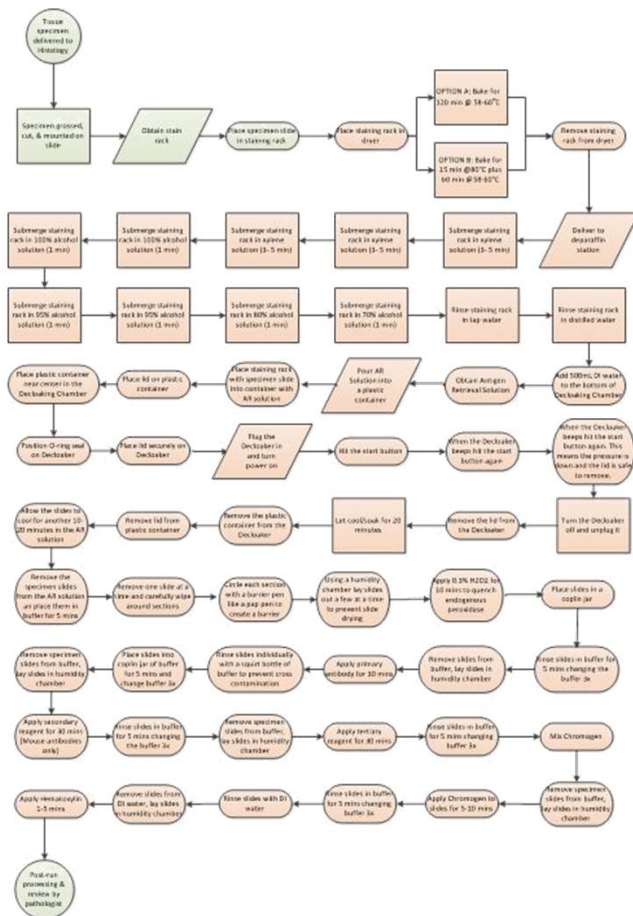 Tissue
specimen
delivered to
Histology
Specimen grossed,
cut, & mounted on
slide
Obtain stain
rack
Place specimen slide
in staining rack
Place staining rack in
dryer
OPTION A: Bake for
120 min @ 58-60°C
OPTION B: Bake for
15 min @80°C plus
60 min @58-60°C
Remove staining
rack from dryer
Deliver to
deparaffin
station
Submerge staining
rack in xylene
solution (3- 5 min)
Submerge staining
rack in xylene
solution (3- 5 min)
Submerge staining
rack in xylene
solution (3- 5 min)
Submerge staining
rack in 100% alcohol
solution (1 min)
Submerge staining
rack in 100% alcohol
solution (1 min)
Submerge staining
rack in 95% alcohol
solution (1 min)
Submerge staining
rack in 95% alcohol
solution (1 min)
Submerge staining
rack in 80% alcohol
solution (1 min)
Submerge staining
rack in 70% alcohol
solution (1 min)
Rinse staining rack
in tap water
Rinse staining rack
in distilled water
Add 500mL DI water
to the bottom of
Decloaking Chamber
Obtain Antigen
Retrieval Solution
Pour AR
Solution into
a plastic
container
Place staining rack
with specimen slide
into container with
AR solution
Place lid on plastic
container
Place plastic container
near center in the
Decloaking Chamber
Position O-ring seal
on Decloaker
Place lid securely on
Decloaker
Plug the
Decloaker in
and turn
power on
Hit the start button
When the Decloaker
beeps hit the start
button again
When the Decloaker
beeps hit the start
button again. This
means the pressure is
down and the lid is safe
to remove.
Turn the Decloaker
off and unplug it
Remove the lid from
the Decloaker
Let cool/soak for 20
minutes
Remove the plastic
container from the
Decloaker
Remove lid from
plastic container
Allow the slides to
cool for another 10-
20 minutes in the AR
solution
Remove the
specimen slides from
the AR solution
an place them in
buffer for 5 mins
Remove one slide at a
time and carefully wipe
around sections
Circle each section
with a barrier pen
like a pap pen to
create a barrier
Using a humidity
chamber lay slides
out a few at a time
to prevent slide
drying
Apply 0.3% H2O2 for
10 mins to quench
endogenous
peroxidase
Place slides in a
coplin jar
Rinse slides in buffer for
5 mins changing the
buffer 3x
Remove slides from
buffer, lay slides in
humidity chamber
Apply primary
antibody for 30 mins
Rinse slides individually
with a squirt bottle of
buffer to prevent cross
contamination
Place slides into
coplin jar of buffer
for 5 mins and
change buffer 3x
Remove specimen
slides from buffer,
lay slides in humidity
chamber
Apply secondary
reagent for 30 mins
[Mouse antibodies
only]
Rinse slides in buffer
for 5 mins changing
the buffer 3x
Remove specimen
slides from buffer,
lay slides in humidity
chamber
Apply tertiary
reagent for 30 mins
Rinse slides in buffer
for 5 mins changing
buffer 3x
Mix Chromogen
Remove specimen
slides from buffer,
lay slides in humidity
chamber
Apply Chromogen to
slides for 5-10 mins
Rinse slides in buffer
for 5 mins changing
buffer 3x
Rinse slides with DI
water
Remove slides from
DI water, lay slides
in humidity chamber
Apply Hematoxylin
1-5 mins
Post-run
processing &
review by
pathologist